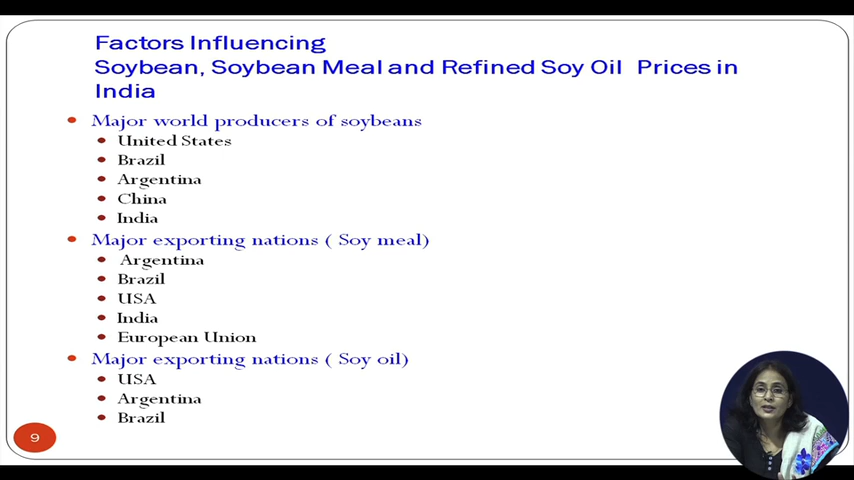 Factors Influencing
Soybean, Soybean Meal and Refined Soy Oil Prices in
India
Major world producers of soybeans
United States
Brazil
Argentina
China
India
Major exporting nations ( Soy meal)
Argentina
Brazil
USA
India
European Union
Major exporting nations ( Soy oil)
USA
Argentina
Brazil
9